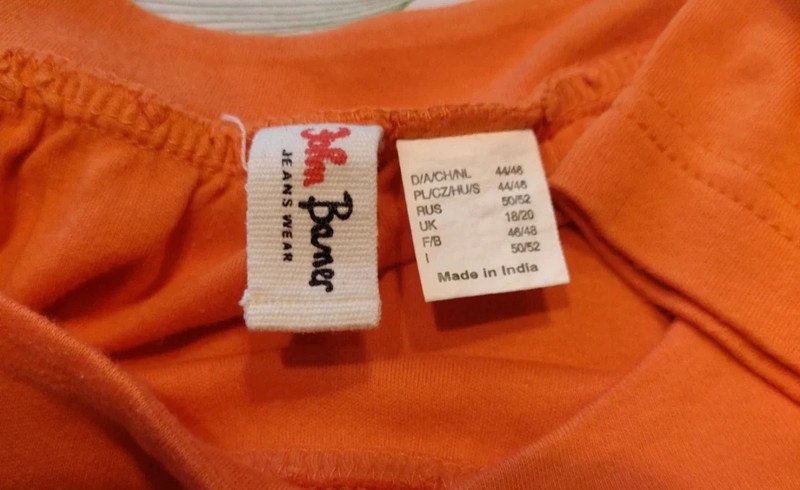 John Baner
JEANS WEAR
D/A/CH/NL 44/46
PL/CZ/HU/S 44/46
RUS 50/52
UK 18/20
F/B 46/48
I 50/52
Made in India